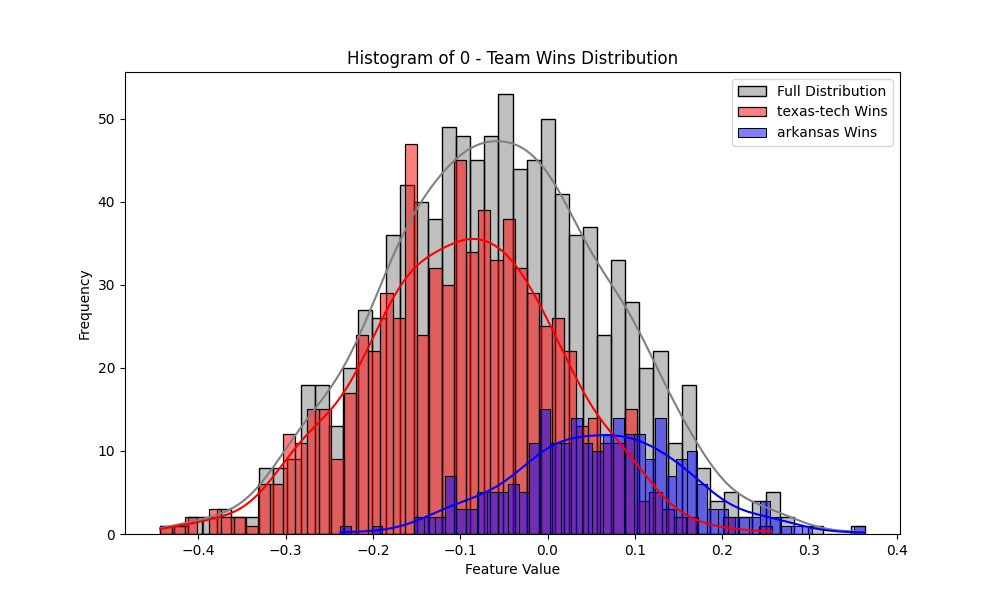 Histogram of 0 - Team Wins Distribution
Full Distribution
texas-tech Wins
arkansas Wins
Frequency
50
40
30
20
10
0
−0.4
−0.3
−0.2
−0.1
0.0
0.1
0.2
0.3
0.4
Feature Value